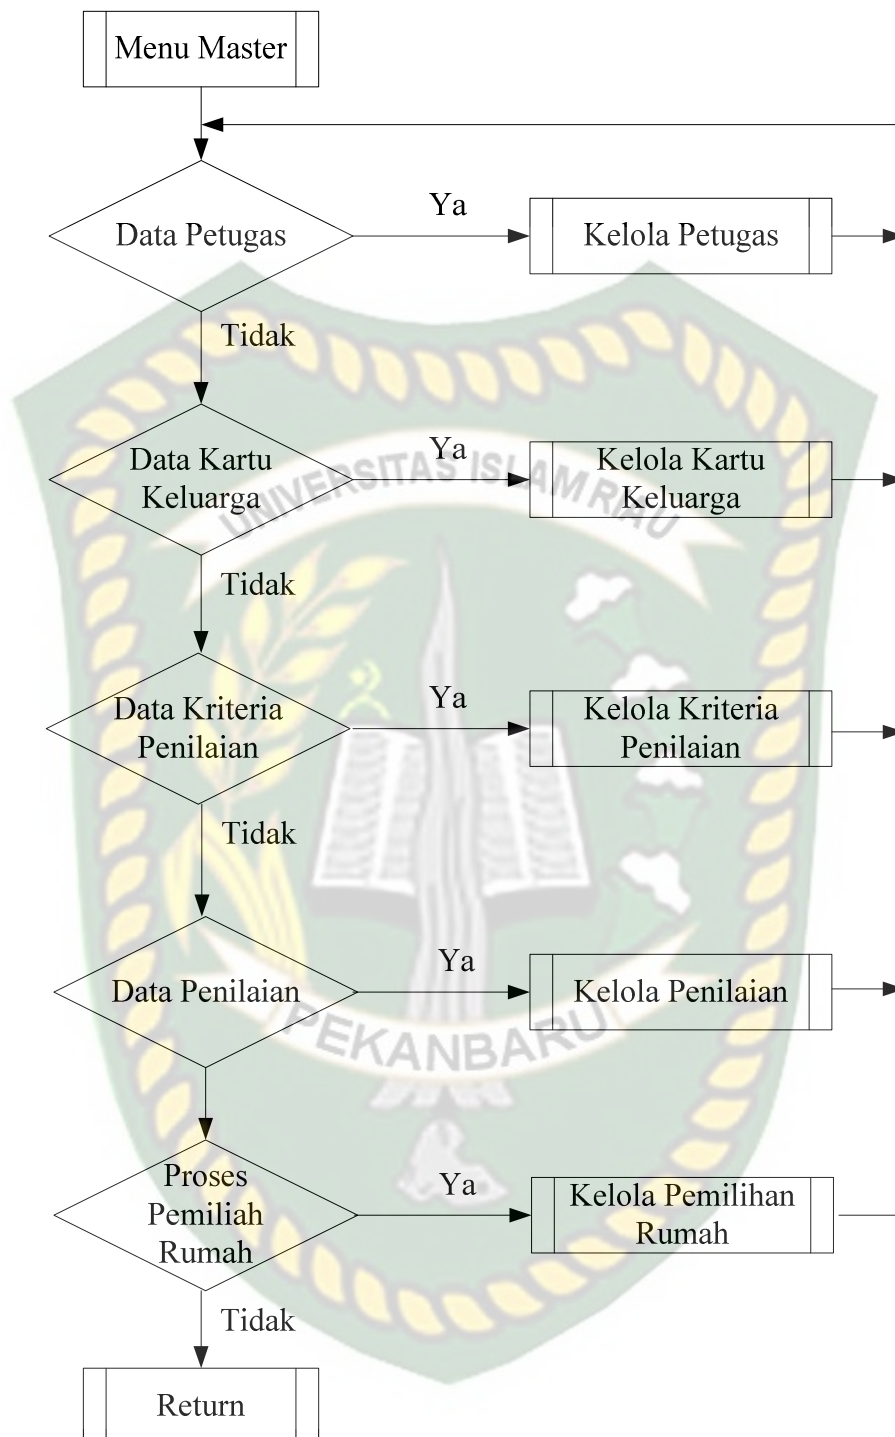 Menu Master
Data Petugas
Ya
Kelola Petugas
Tidak
Data Kartu
Keluarga
Ya
Kelola Kartu
Keluarga
UNIVERSITAS ISLAM RIAU
Tidak
Data Kriteria
Penilaian
Ya
Kelola Kriteria
Penilaian
Tidak
Data Penilaian
Ya
Kelola Penilaian
PEKANBARU
Proses
Pemiliah
Rumah
Ya
Kelola Pemilihan
Rumah
Tidak
Return